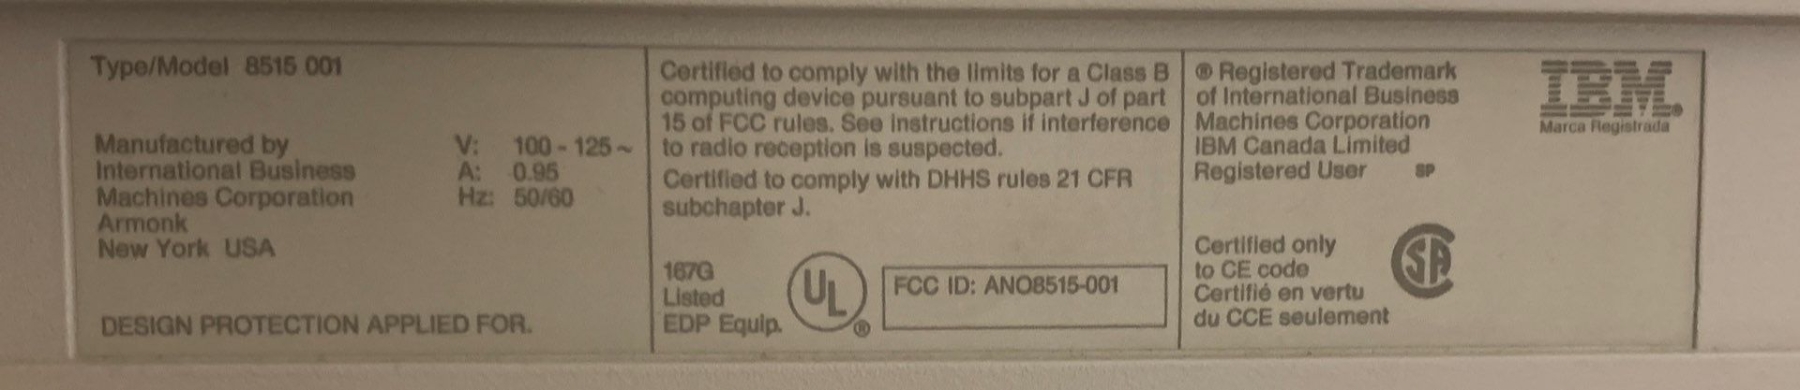 Type/Model 8515 001
Manufactured by
International Business
Machines Corporation
Armonk
New York USA
V: 100 - 125 ~
A: 0.95
Hz: 50/60
DESIGN PROTECTION APPLIED FOR.
Certified to comply with the limits for a Class B
computing device pursuant to subpart J of part
15 of FCC rules. See instructions if interference
to radio reception is suspected.
Certified to comply with DHHS rules 21 CFR
subchapter J.
167G
Listed
EDP Equip.
UL ®
FCC ID: ANO8515-001
® Registered Trademark
of International Business
Machines Corporation
IBM Canada Limited
Registered User SP
IBM®
Marca Registrada
Certified only
to CE code
Certifié en vertu
du CCE seulement
SA